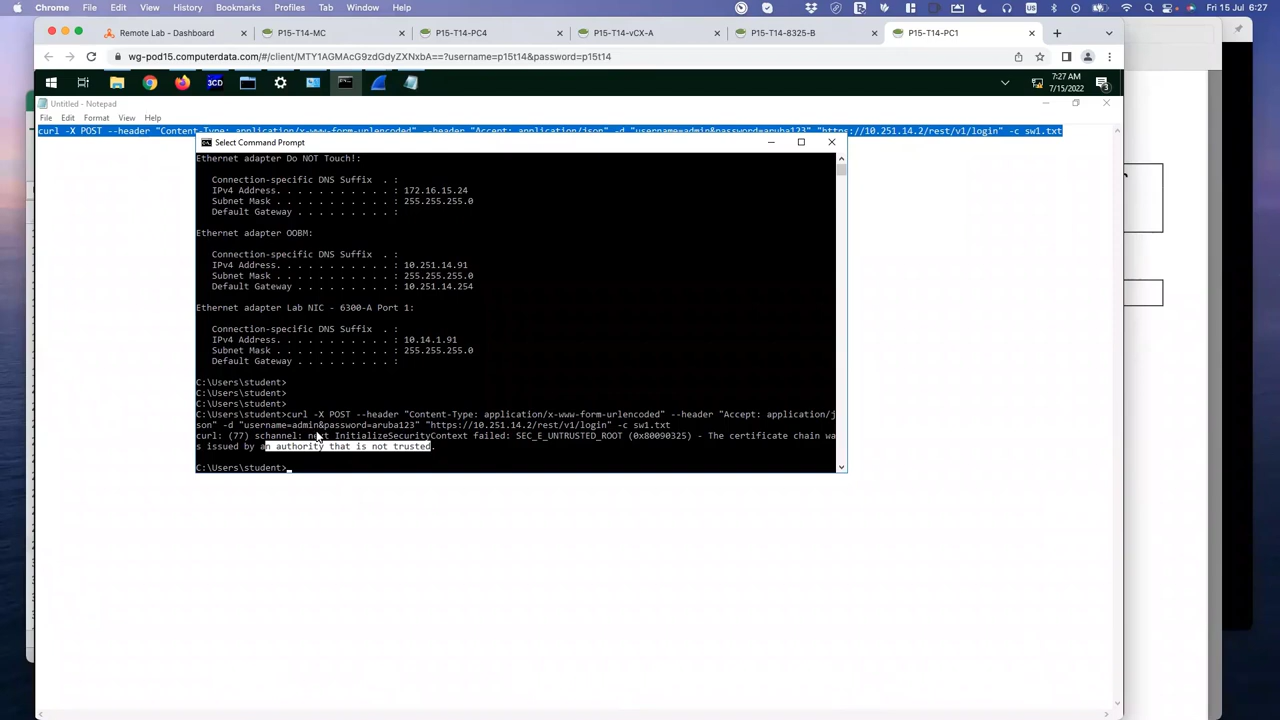 Chrome File Edit View History Bookmarks Profiles Tab Window Help Fri 15 Jul 6:27
Remote Lab - Dashboard P15-T14-MC P15-T14-PC4 P15-T14-vCX-A P15-T14-8325-B P15-T14-PC1
wg-pod15.computerdata.com/#/client/MTY1AGMAcG9zdGdyZXNxbA==?username=p15t14&password=p15t14
3CD
7:27 AM
7/15/2022
3
Untitled - Notepad
File Edit Format View Help
curl -X POST --header "Content-Type: application/x-www-form-urlencoded" --header "Accept: application/json" -d "username=admin&password=aruba123" "https://10.251.14.2/rest/v1/login" -c sw1.txt
Select Command Prompt
Ethernet adapter Do NOT Touch!:
Connection-specific DNS Suffix . :
IPv4 Address. . . . . . . . . . . : 172.16.15.24
Subnet Mask . . . . . . . . . . . : 255.255.255.0
Default Gateway . . . . . . . . . :
Ethernet adapter OOBM:
Connection-specific DNS Suffix . :
IPv4 Address. . . . . . . . . . . : 10.251.14.91
Subnet Mask . . . . . . . . . . . : 255.255.255.0
Default Gateway . . . . . . . . . : 10.251.14.254
Ethernet adapter Lab NIC - 6300-A Port 1:
Connection-specific DNS Suffix . :
IPv4 Address. . . . . . . . . . . : 10.14.1.91
Subnet Mask . . . . . . . . . . . : 255.255.255.0
Default Gateway . . . . . . . . . :
C:\Users\student>
C:\Users\student>
C:\Users\student>
C:\Users\student>curl -X POST --header "Content-Type: application/x-www-form-urlencoded" --header "Accept: application/j
son" -d "username=admin&password=aruba123" "https://10.251.14.2/rest/v1/login" -c sw1.txt
curl: (77) schannel: next InitializeSecurityContext failed: SEC_E_UNTRUSTED_ROOT (0x80090325) - The certificate chain wa
s issued by an authority that is not trusted.
C:\Users\student>